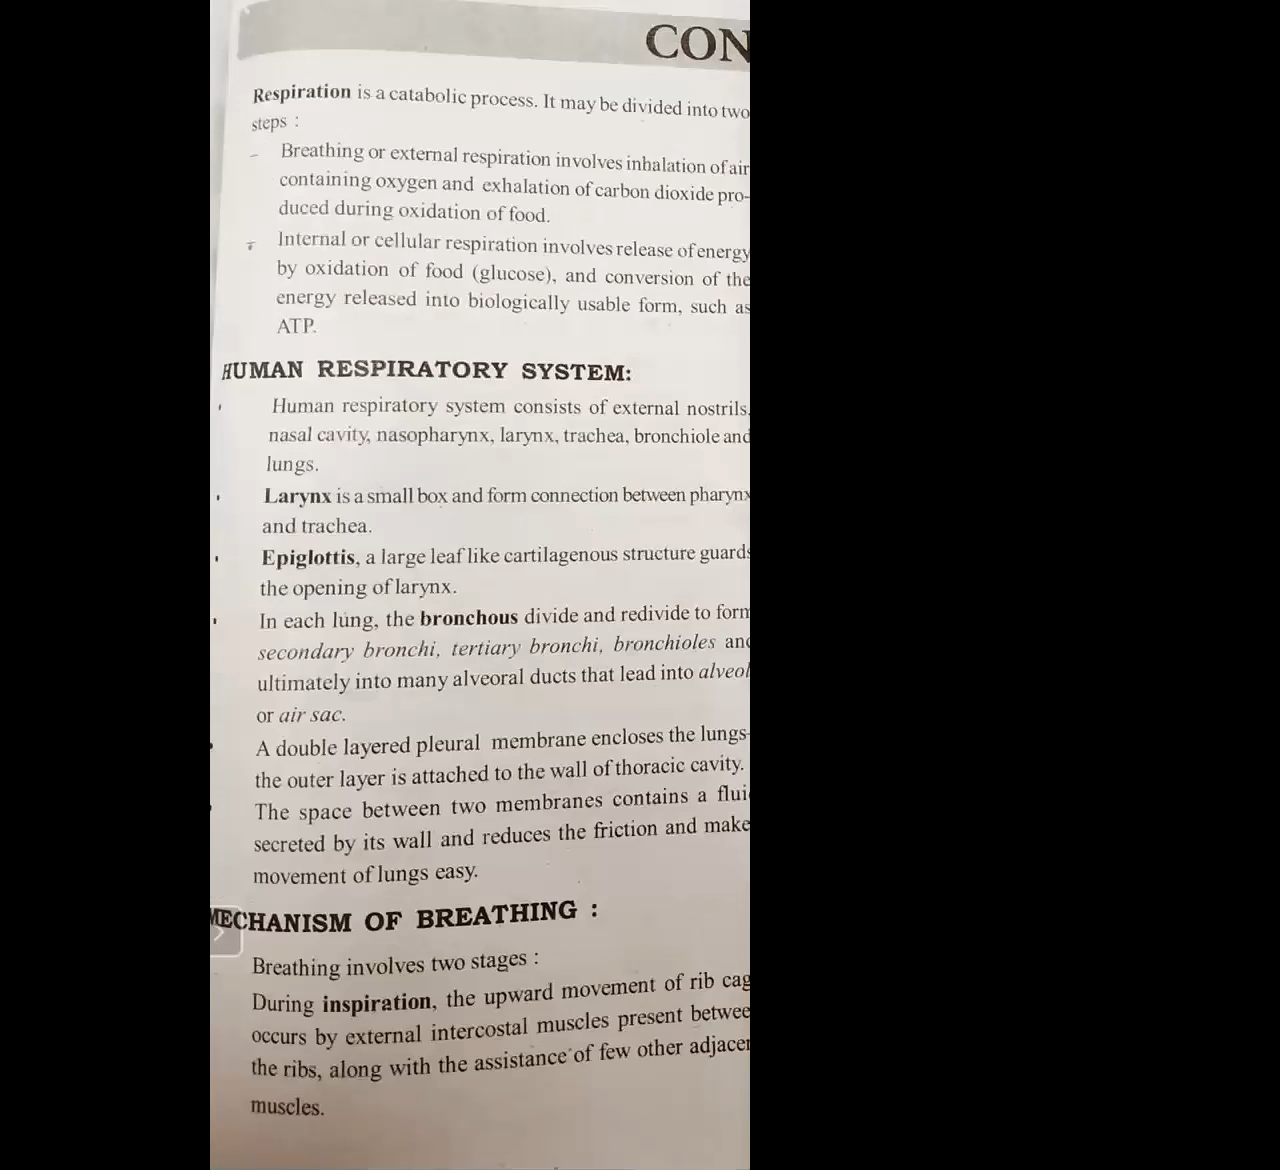 CON
Respiration is a catabolic process. It may be divided into two
steps :
– Breathing or external respiration involves inhalation of air
containing oxygen and exhalation of carbon dioxide pro-
duced during oxidation of food.
Internal or cellular respiration involves release of energy
by oxidation of food (glucose), and conversion of the
energy released into biologically usable form, such as
ATP.
HUMAN RESPIRATORY SYSTEM:
Human respiratory system consists of external nostrils,
nasal cavity, nasopharynx, larynx, trachea, bronchiole and
lungs.
Larynx is a small box and form connection between pharynx
and trachea.
Epiglottis, a large leaf like cartilagenous structure guards
the opening of larynx.
In each lung, the bronchous divide and redivide to form
secondary bronchi, tertiary bronchi, bronchioles and
ultimately into many alveoral ducts that lead into alveol
or air sac.
A double layered pleural membrane encloses the lungs-
the outer layer is attached to the wall of thoracic cavity.
The space between two membranes contains a flui
secreted by its wall and reduces the friction and make
movement of lungs easy.
MECHANISM OF BREATHING :
Breathing involves two stages :
During inspiration, the upward movement of rib cag
occurs by external intercostal muscles present betwee
the ribs, along with the assistance of few other adjacen
muscles.